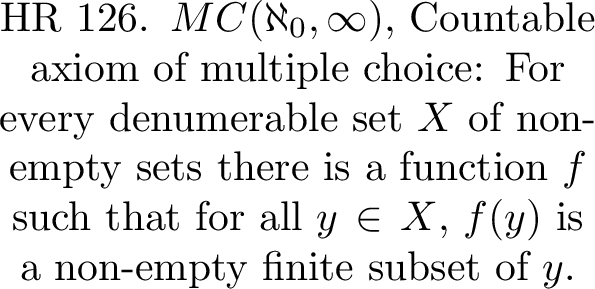 HR 126. MC(ℵ₀, ∞), Countable
axiom of multiple choice: For
every denumerable set X of non-
empty sets there is a function f
such that for all y ∈ X, f(y) is
a non-empty finite subset of y.